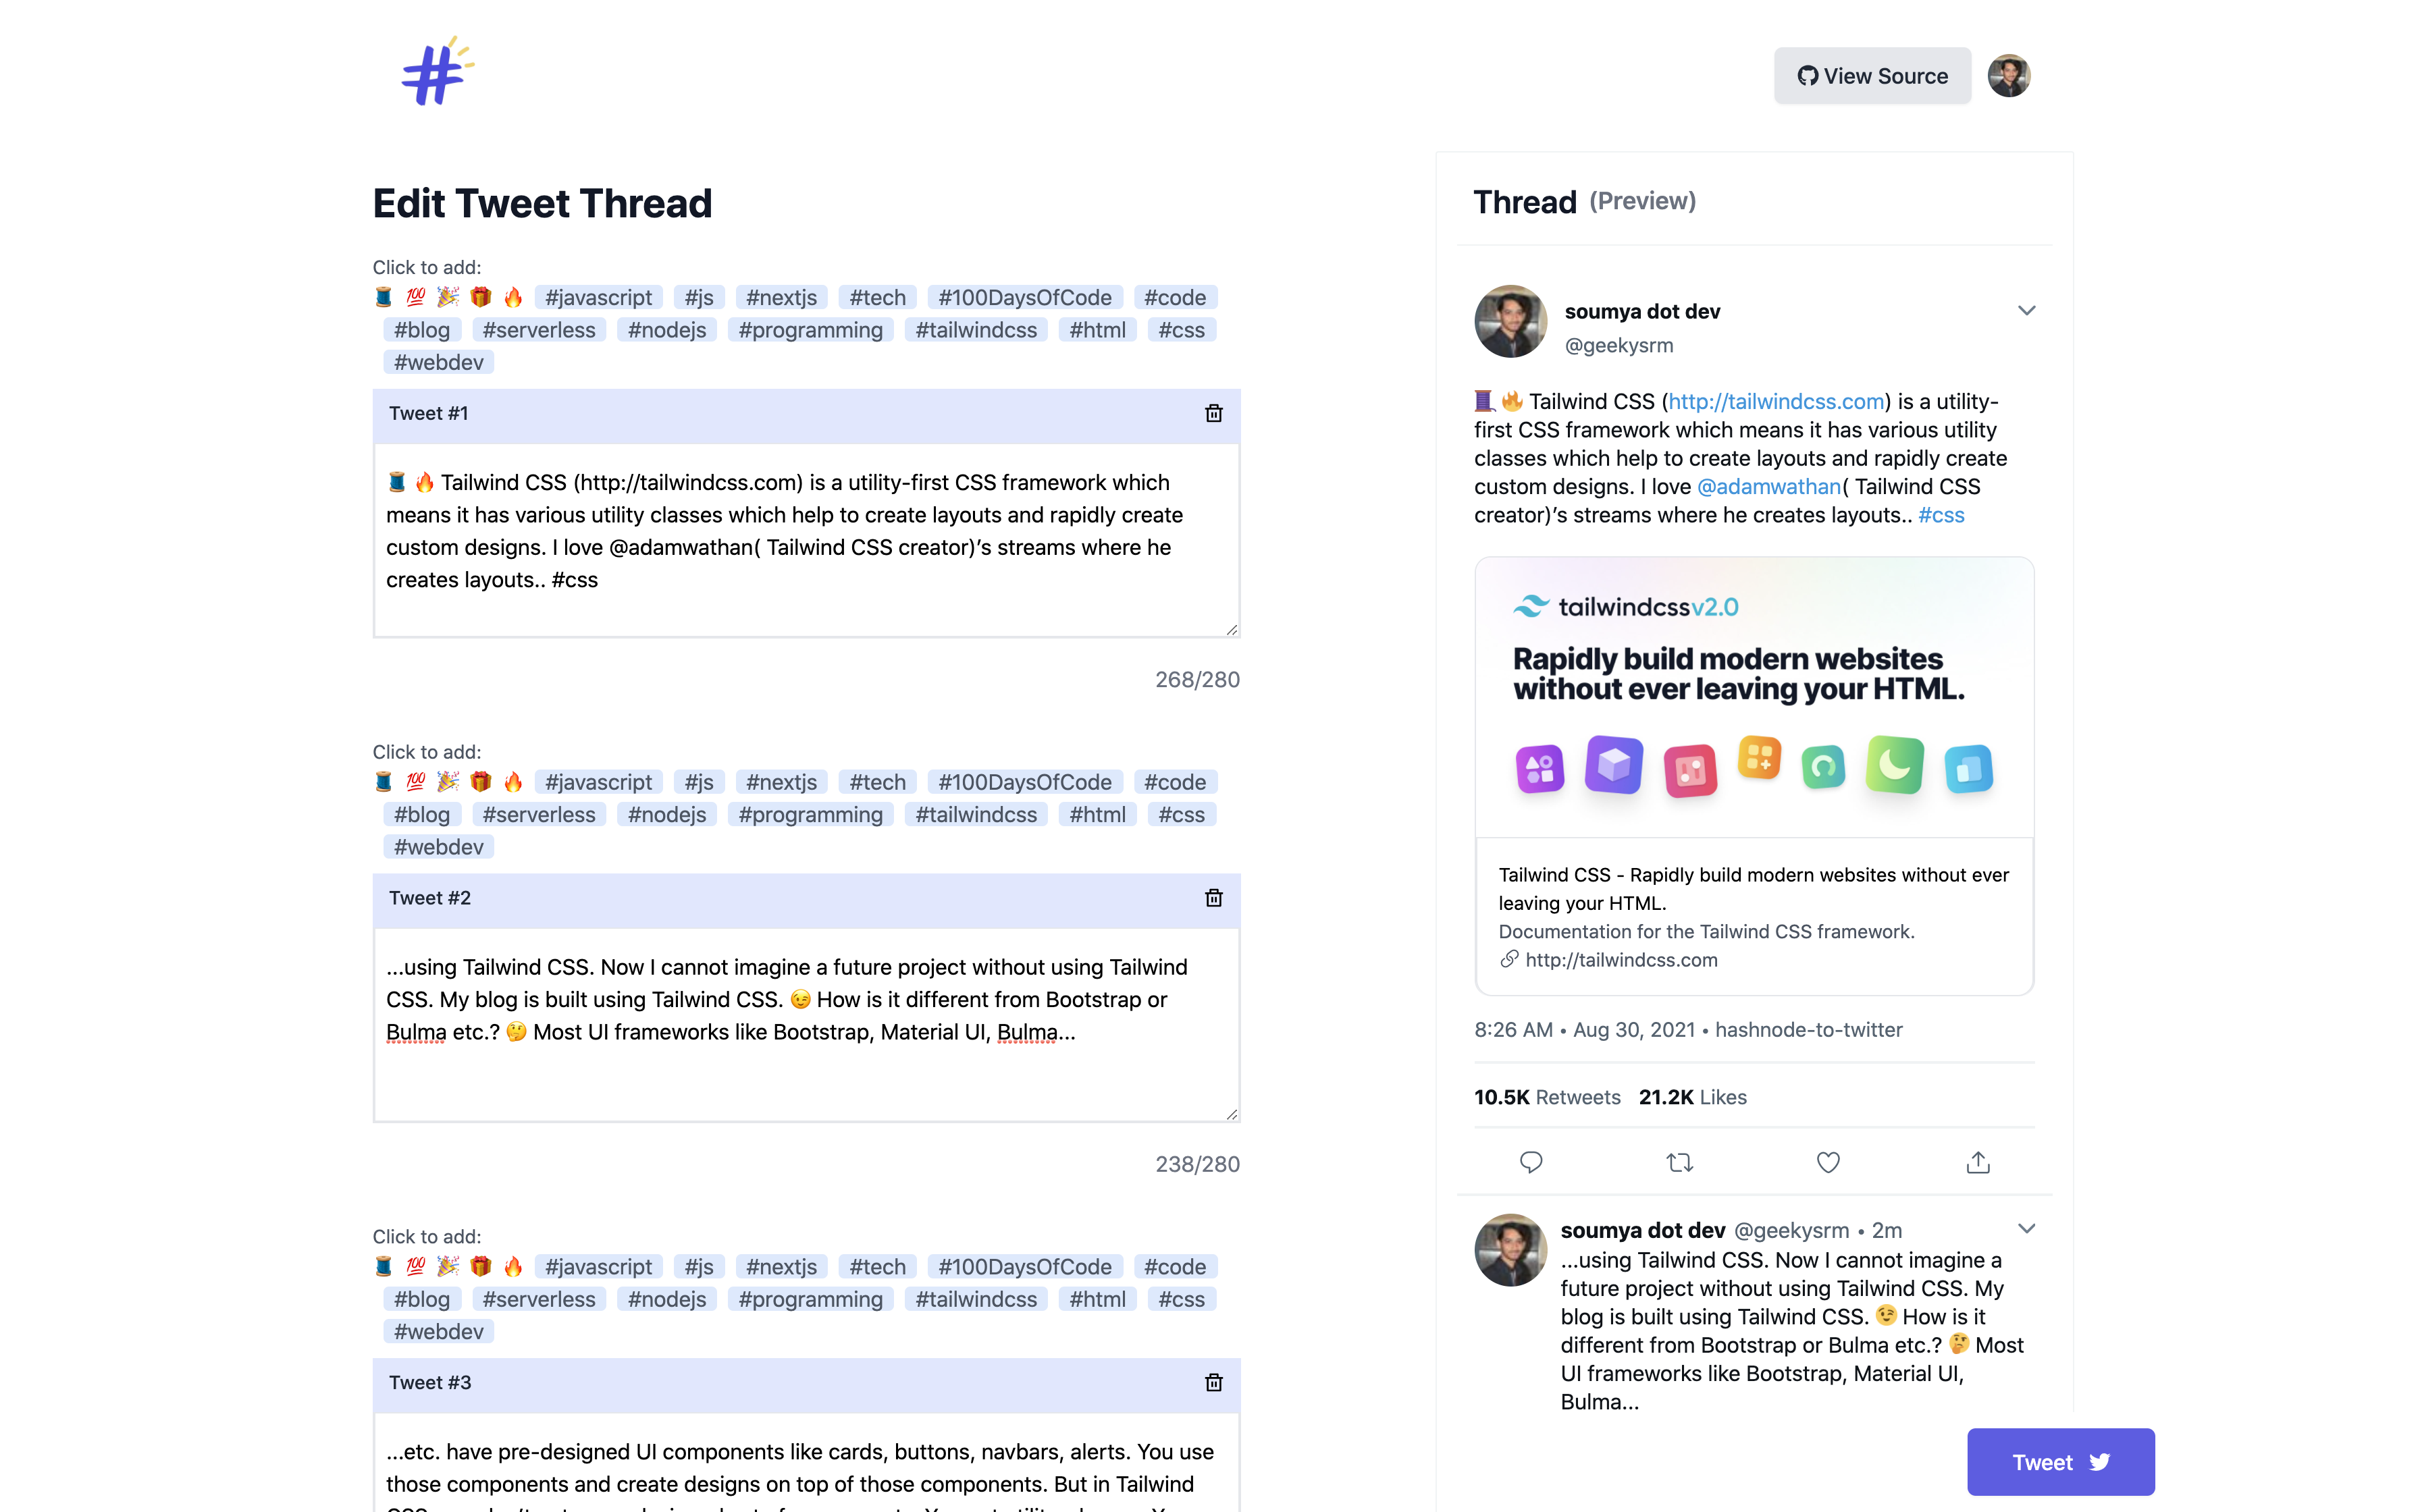 View Source
Edit Tweet Thread
Click to add:
🧵 💯 🎉 🎁 🔥 #javascript #js #nextjs #tech #100DaysOfCode #code
#blog #serverless #nodejs #programming #tailwindcss #html #css
#webdev
Tweet #1
🧵 🔥 Tailwind CSS (http://tailwindcss.com) is a utility-first CSS framework which
means it has various utility classes which help to create layouts and rapidly create
custom designs. I love @adamwathan( Tailwind CSS creator)’s streams where he
creates layouts.. #css
268/280
Click to add:
🧵 💯 🎉 🎁 🔥 #javascript #js #nextjs #tech #100DaysOfCode #code
#blog #serverless #nodejs #programming #tailwindcss #html #css
#webdev
Tweet #2
...using Tailwind CSS. Now I cannot imagine a future project without using Tailwind
CSS. My blog is built using Tailwind CSS. 😉 How is it different from Bootstrap or
Bulma etc.? 🤔 Most UI frameworks like Bootstrap, Material UI, Bulma...
238/280
Click to add:
🧵 💯 🎉 🎁 🔥 #javascript #js #nextjs #tech #100DaysOfCode #code
#blog #serverless #nodejs #programming #tailwindcss #html #css
#webdev
Tweet #3
...etc. have pre-designed UI components like cards, buttons, navbars, alerts. You use
those components and create designs on top of those components. But in Tailwind
Thread (Preview)
soumya dot dev
@geekysrm
🧵 🔥 Tailwind CSS (http://tailwindcss.com) is a utility-
first CSS framework which means it has various utility
classes which help to create layouts and rapidly create
custom designs. I love @adamwathan( Tailwind CSS
creator)’s streams where he creates layouts.. #css
tailwindcss v2.0
Rapidly build modern websites
without ever leaving your HTML.
Tailwind CSS - Rapidly build modern websites without ever
leaving your HTML.
Documentation for the Tailwind CSS framework.
http://tailwindcss.com
8:26 AM • Aug 30, 2021 • hashnode-to-twitter
10.5K Retweets 21.2K Likes
soumya dot dev @geekysrm • 2m
...using Tailwind CSS. Now I cannot imagine a
future project without using Tailwind CSS. My
blog is built using Tailwind CSS. 😉 How is it
different from Bootstrap or Bulma etc.? 🤔 Most
UI frameworks like Bootstrap, Material UI,
Bulma...
Tweet